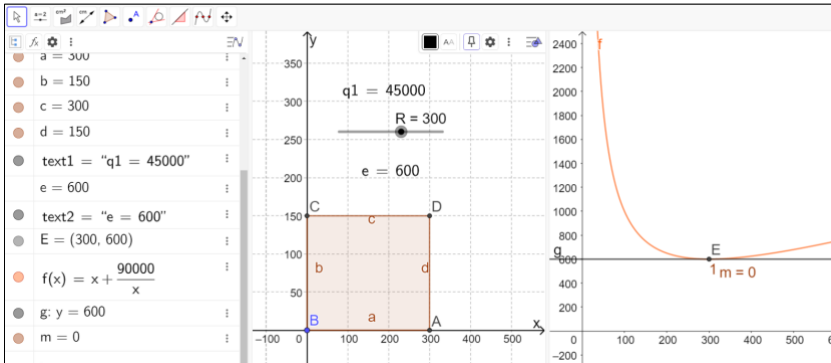 a = 300
b = 150
c = 300
d = 150
text1 = “q1 = 45000”
e = 600
text2 = “e = 600”
E = (300, 600)
f(x) = x + 90000/x
g: y = 600
m = 0
y
350
300
250
200
150
100
50
0
-100
0
100
200
300
400
500
x
q1 = 45000
R = 300
e = 600
C
D
c
b
d
a
B
A
f
2400
2200
2000
1800
1600
1400
1200
1000
800
g
600
400
200
0
-200
E
1 m = 0
0
100
200
300
400
500